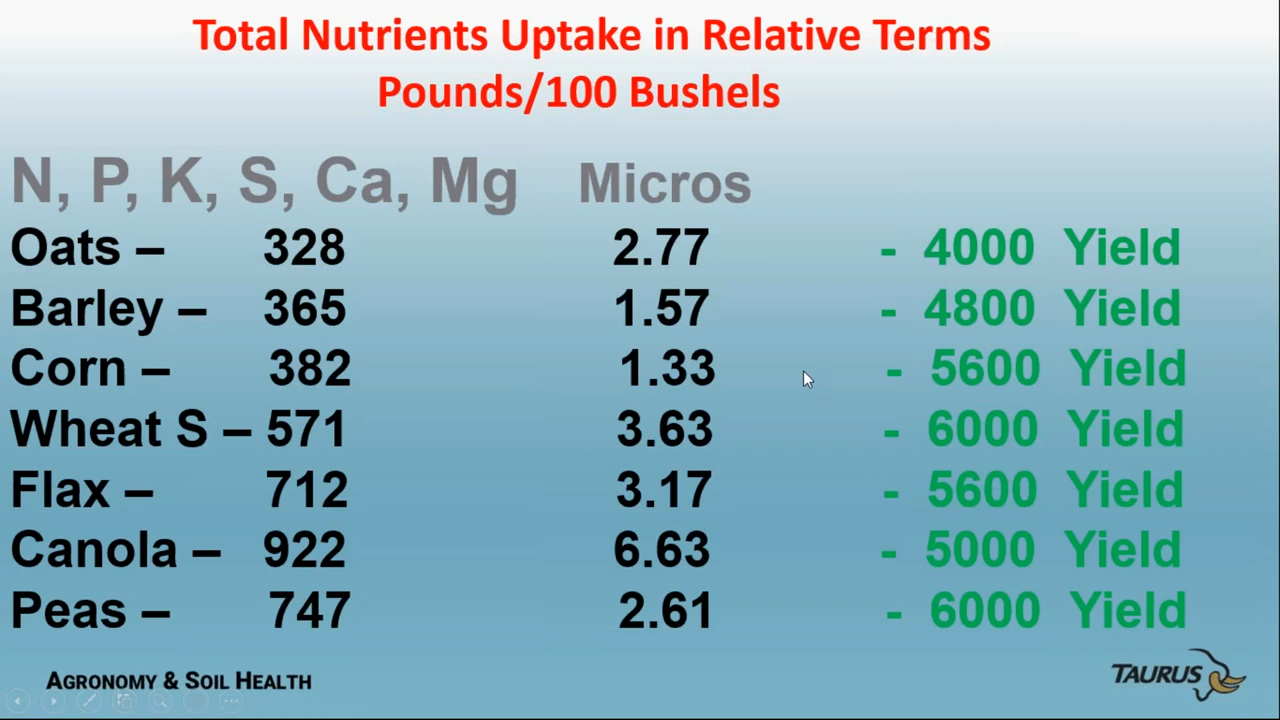 Total Nutrients Uptake in Relative Terms
Pounds/100 Bushels
N, P, K, S, Ca, Mg Micros
Oats – 328 2.77 - 4000 Yield
Barley – 365 1.57 - 4800 Yield
Corn – 382 1.33 - 5600 Yield
Wheat S – 571 3.63 - 6000 Yield
Flax – 712 3.17 - 5600 Yield
Canola – 922 6.63 - 5000 Yield
Peas – 747 2.61 - 6000 Yield
AGRONOMY & SOIL HEALTH TAURUS